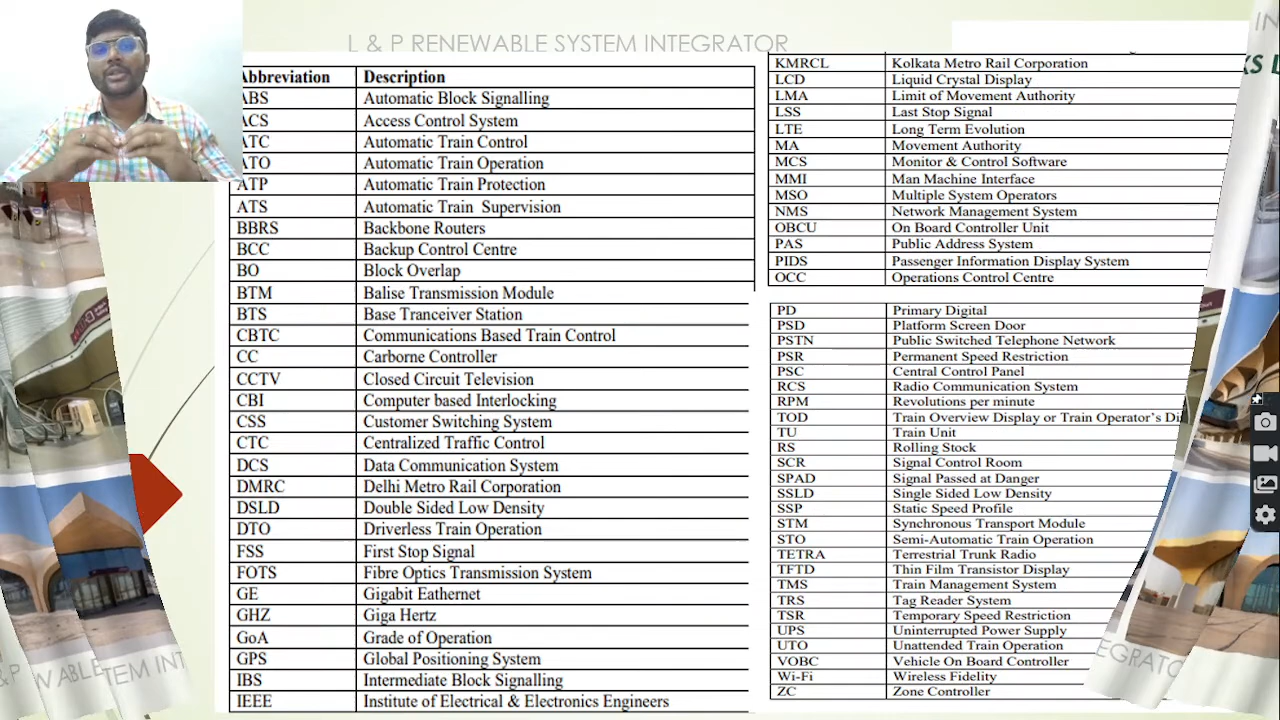 L & P RENEWABLE SYSTEM INTEGRATOR
Abbreviation Description
ABS Automatic Block Signalling
ACS Access Control System
ATC Automatic Train Control
ATO Automatic Train Operation
ATP Automatic Train Protection
ATS Automatic Train Supervision
BBRS Backbone Routers
BCC Backup Control Centre
BO Block Overlap
BTM Balise Transmission Module
BTS Base Tranceiver Station
CBTC Communications Based Train Control
CC Carborne Controller
CCTV Closed Circuit Television
CBI Computer based Interlocking
CSS Customer Switching System
CTC Centralized Traffic Control
DCS Data Communication System
DMRC Delhi Metro Rail Corporation
DSLD Double Sided Low Density
DTO Driverless Train Operation
FSS First Stop Signal
FOTS Fibre Optics Transmission System
GE Gigabit Eathernet
GHZ Giga Hertz
GoA Grade of Operation
GPS Global Positioning System
IBS Intermediate Block Signalling
IEEE Institute of Electrical & Electronics Engineers
KMRCL Kolkata Metro Rail Corporation
LCD Liquid Crystal Display
LMA Limit of Movement Authority
LSS Last Stop Signal
LTE Long Term Evolution
MA Movement Authority
MCS Monitor & Control Software
MMI Man Machine Interface
MSO Multiple System Operators
NMS Network Management System
OBCU On Board Controller Unit
PAS Public Address System
PIDS Passenger Information Display System
OCC Operations Control Centre
PD Primary Digital
PSD Platform Screen Door
PSTN Public Switched Telephone Network
PSR Permanent Speed Restriction
PSC Central Control Panel
RCS Radio Communication System
RPM Revolutions per minute
TOD Train Overview Display or Train Operator's Di
TU Train Unit
RS Rolling Stock
SCR Signal Control Room
SPAD Signal Passed at Danger
SSLD Single Sided Low Density
SSP Static Speed Profile
STM Synchronous Transport Module
STO Semi-Automatic Train Operation
TETRA Terrestrial Trunk Radio
TFTD Thin Film Transistor Display
TMS Train Management System
TRS Tag Reader System
TSR Temporary Speed Restriction
UPS Uninterrupted Power Supply
UTO Unattended Train Operation
VOBC Vehicle On Board Controller
Wi-Fi Wireless Fidelity
ZC Zone Controller